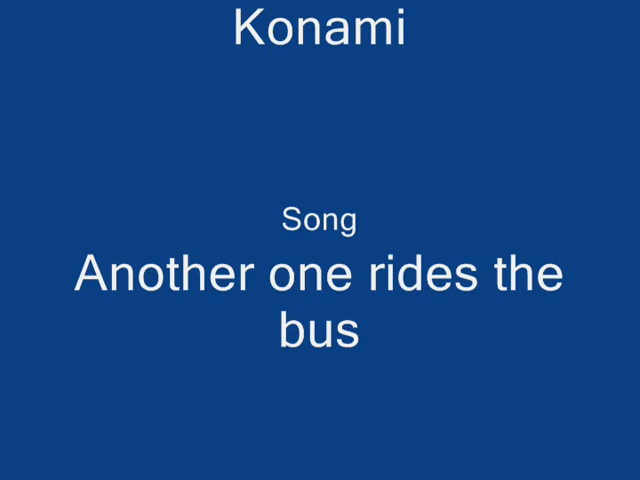 Konami
Song
Another one rides the
bus